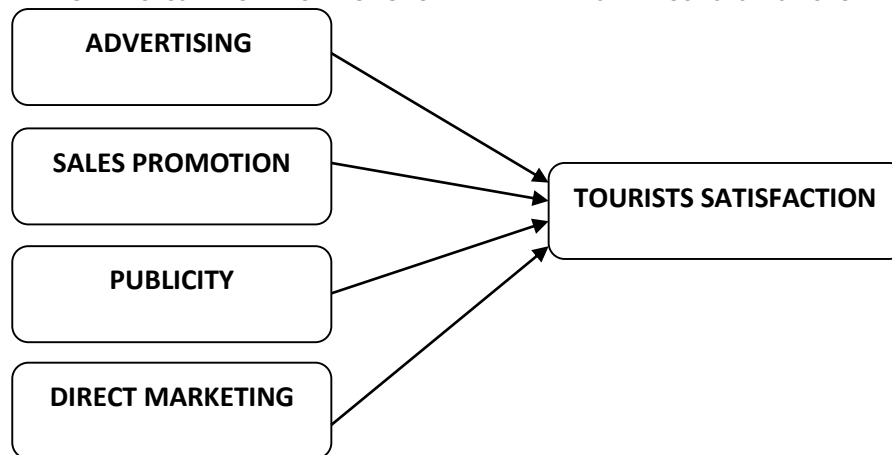 ADVERTISING
SALES PROMOTION
TOURISTS SATISFACTION
PUBLICITY
DIRECT MARKETING